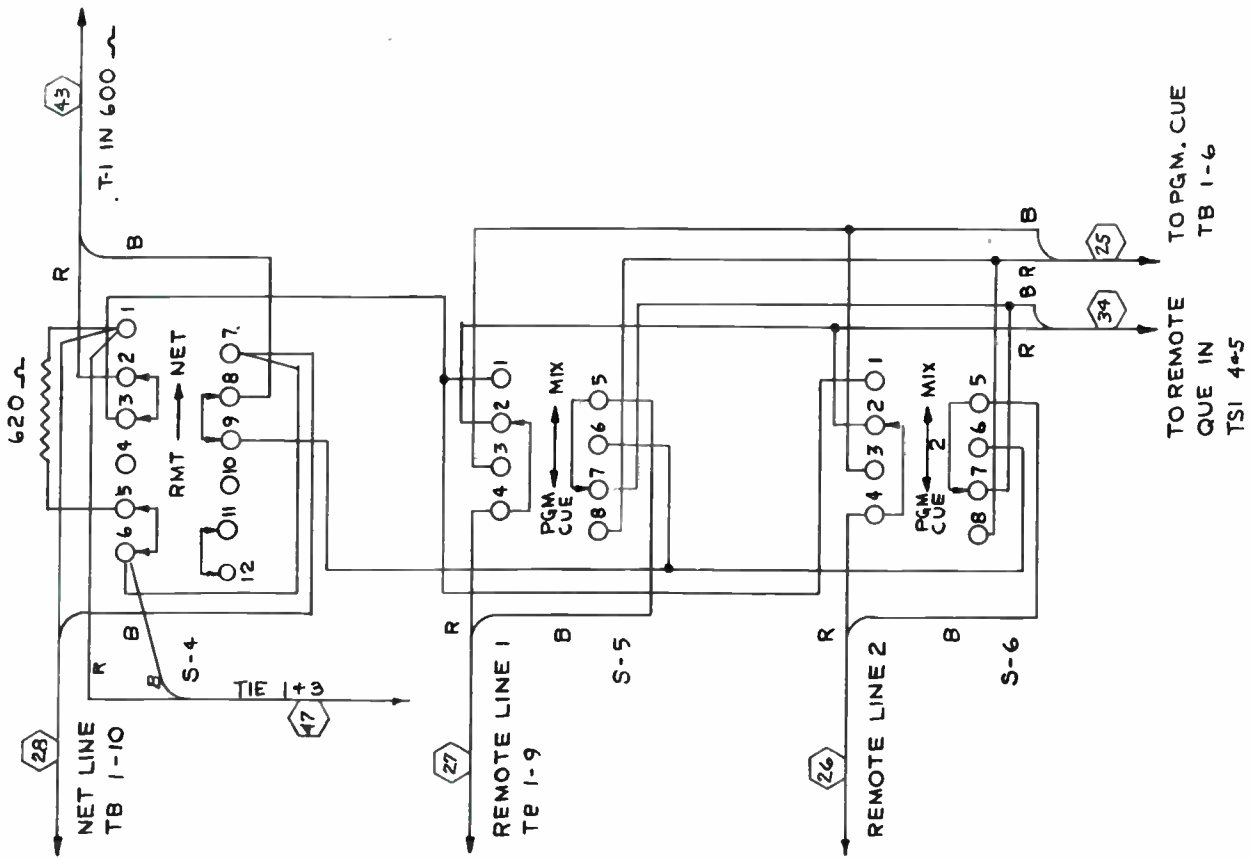 43
T-1 IN 600 Ω
620 Ω
R
B
1
2
3
4
5
6
RMT → NET
7
8
9
10
11
12
28
NET LINE
TB 1-10
R
B
B
S-4
TIE 1+3
47
1
2
3
4
PGM CUE ↔ MIX
5
6
7
8
R
B
27
REMOTE LINE 1
TB 1-9
S-5
1
2
3
4
PGM CUE ↔ MIX
2
5
6
7
8
R
B
26
REMOTE LINE 2
S-6
B
R
25
TO PGM. CUE
TB 1-6
B
R
34
TO REMOTE
QUE IN
TS1 4+5